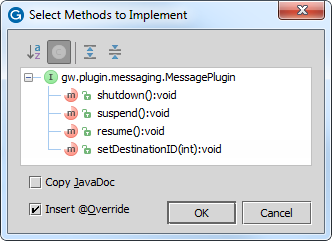 Select Methods to Implement
gw.plugin.messaging.MessagePlugin
shutdown():void
suspend():void
resume():void
setDestinationID(int):void
Copy JavaDoc
Insert @Override
OK
Cancel